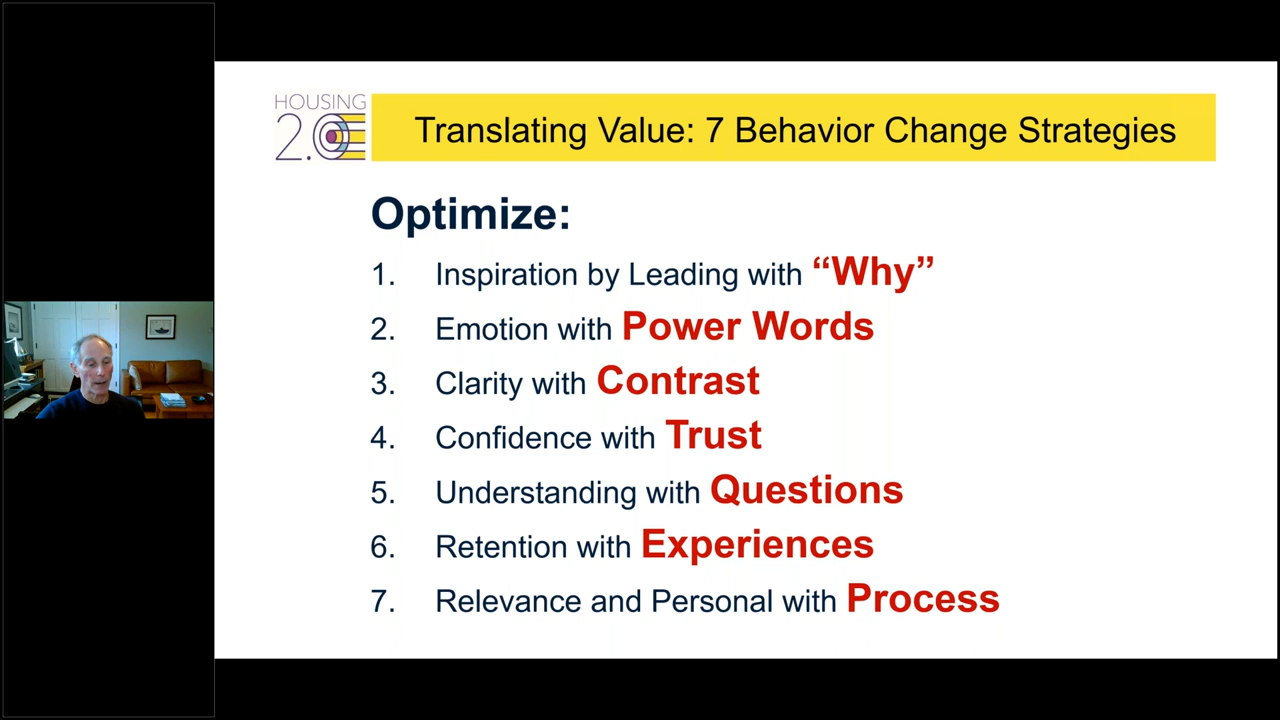 HOUSING
2.0
Translating Value: 7 Behavior Change Strategies
Optimize:
1. Inspiration by Leading with “Why”
2. Emotion with Power Words
3. Clarity with Contrast
4. Confidence with Trust
5. Understanding with Questions
6. Retention with Experiences
7. Relevance and Personal with Process